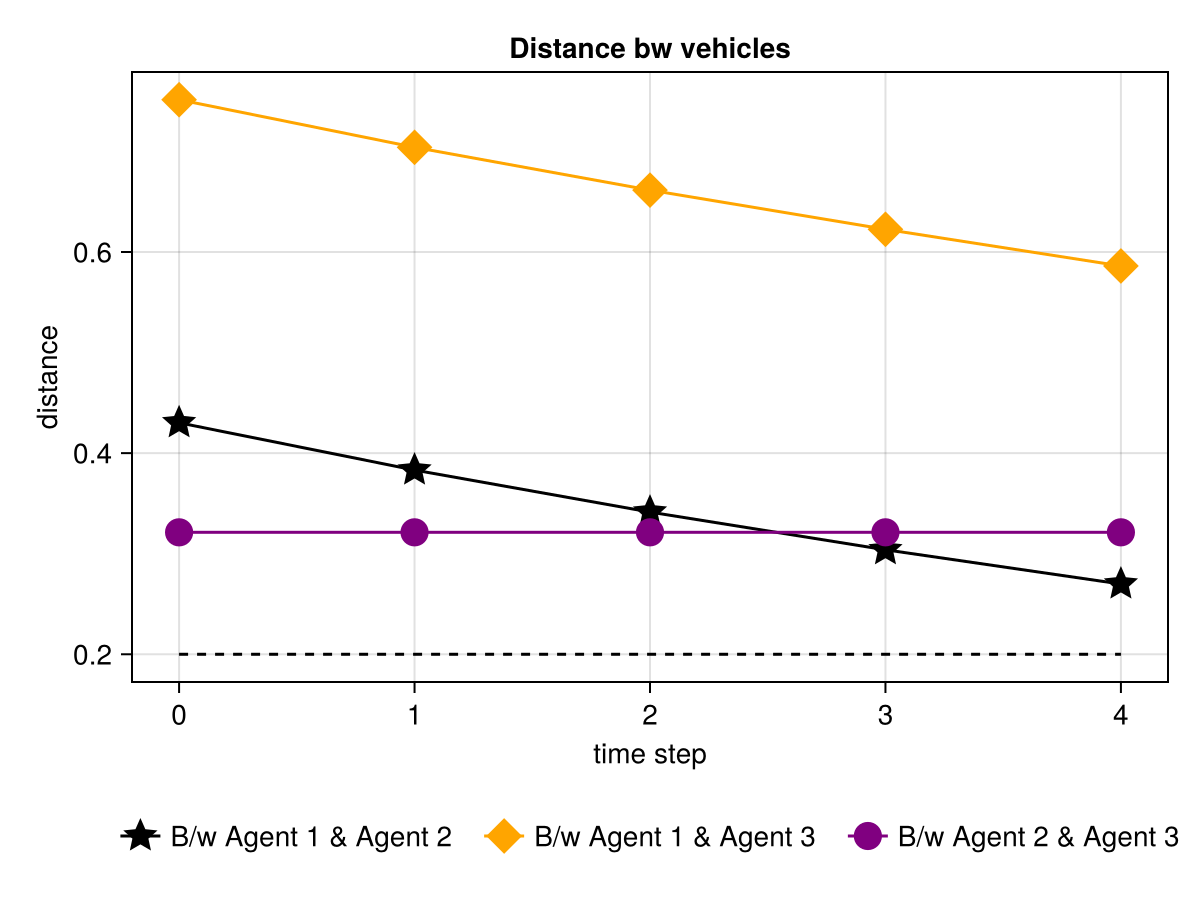 Distance bw vehicles
0.6
0.4
0.2
distance
0 1 2 3 4
time step
B/w Agent 1 & Agent 2 B/w Agent 1 & Agent 3 B/w Agent 2 & Agent 3